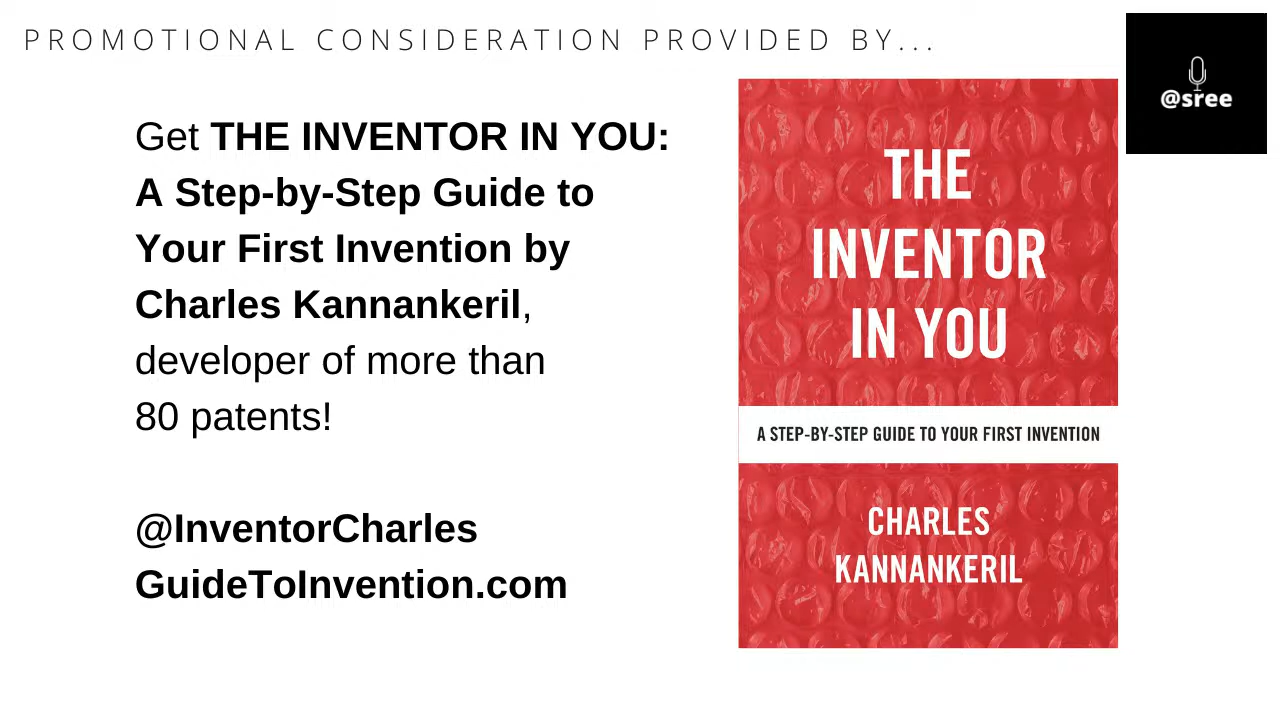 PROMOTIONAL CONSIDERATION PROVIDED BY...
@sree
Get THE INVENTOR IN YOU:
A Step-by-Step Guide to
Your First Invention by
Charles Kannankeril,
developer of more than
80 patents!
@InventorCharles
GuideToInvention.com
THE
INVENTOR
IN YOU
A STEP-BY-STEP GUIDE TO YOUR FIRST INVENTION
CHARLES
KANNANKERIL